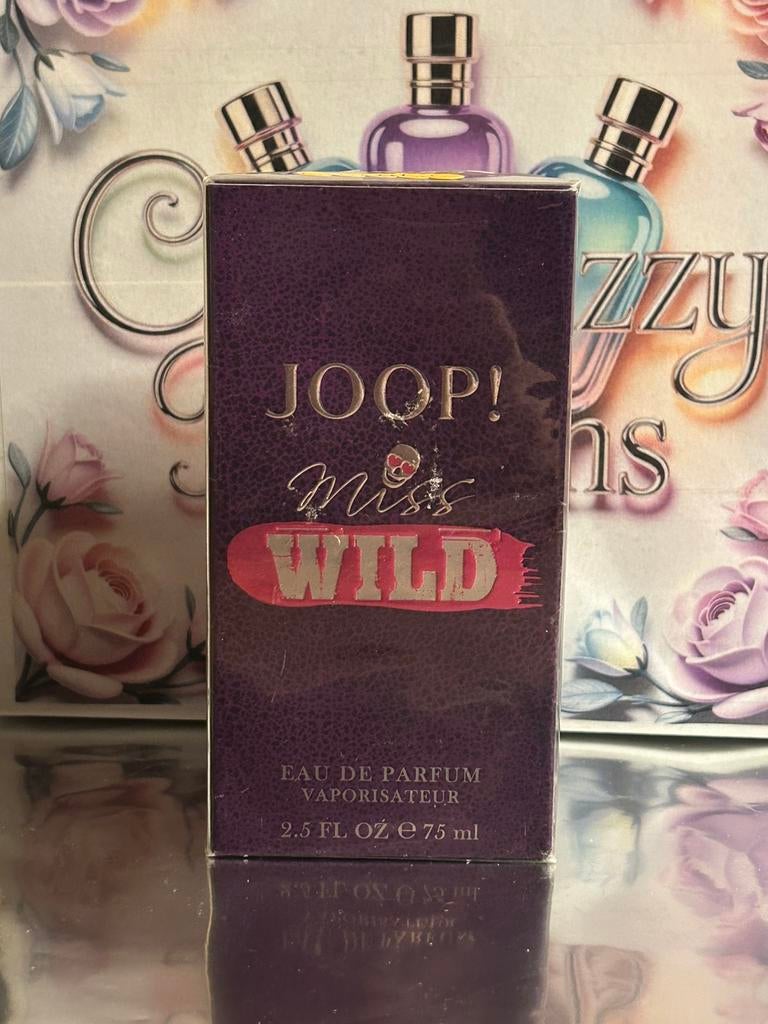 JOOP!
Miss
WILD
EAU DE PARFUM
VAPORISATEUR
2.5 FL OZ ℮ 75 ml